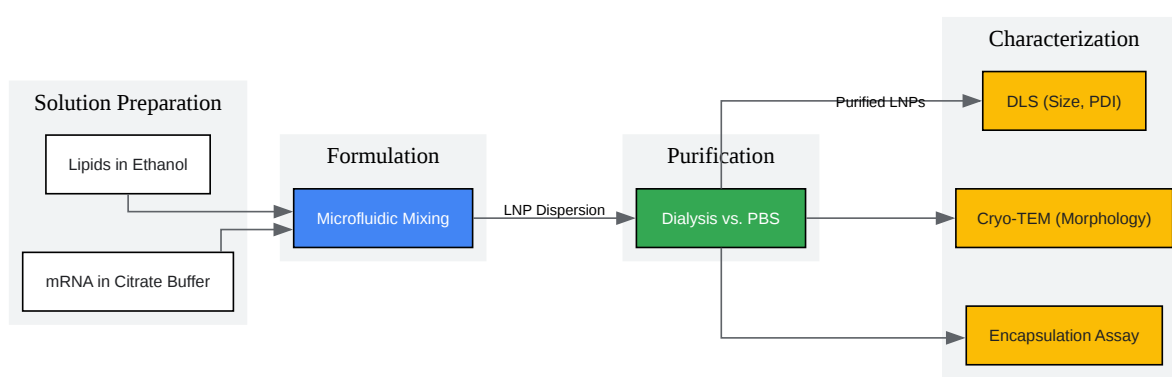 Solution Preparation
Lipids in Ethanol
mRNA in Citrate Buffer
Formulation
Microfluidic Mixing
LNP Dispersion
Purification
Dialysis vs. PBS
Purified LNPs
Characterization
DLS (Size, PDI)
Cryo-TEM (Morphology)
Encapsulation Assay